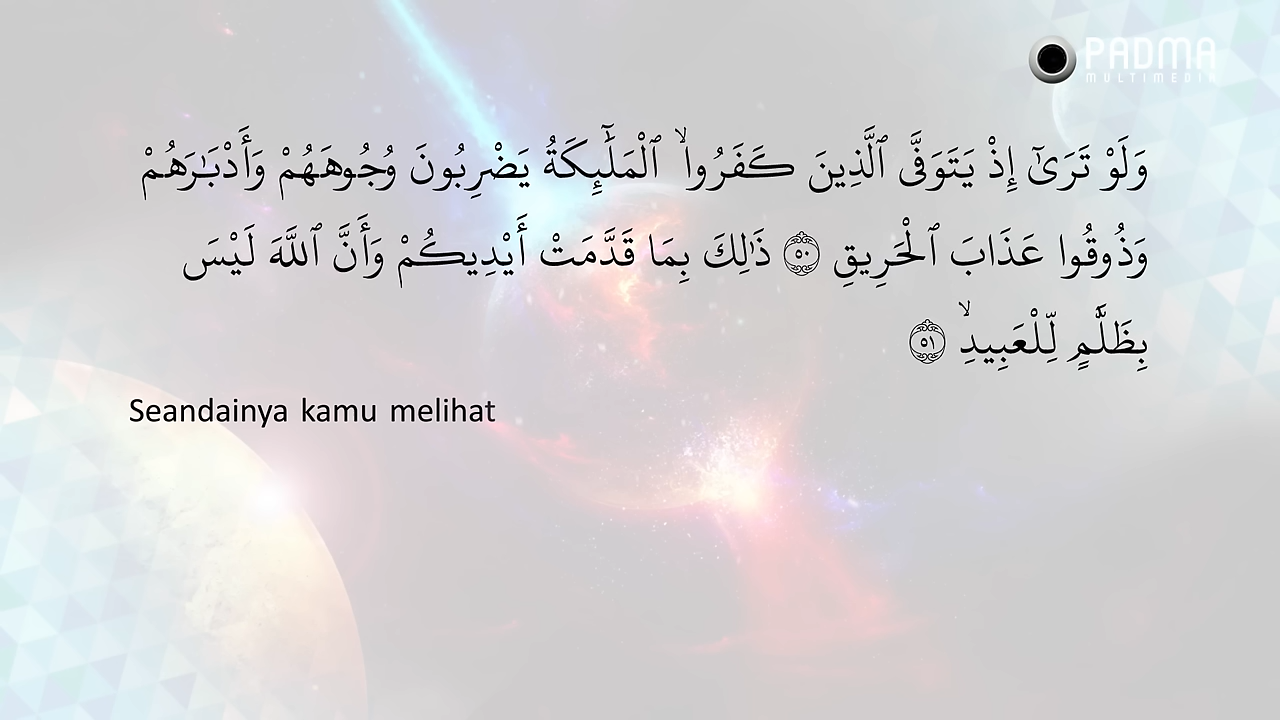 PADMA
MULTIMEDIA
وَلَوْ تَرَىٰٓ إِذْ يَتَوَفَّى ٱلَّذِينَ كَفَرُوا۟ ۙ ٱلْمَلَٰٓئِكَةُ يَضْرِبُونَ وُجُوهَهُمْ وَأَدْبَٰرَهُمْ
وَذُوقُوا عَذَابَ ٱلْحَرِيقِ ۝٥٠ ذَٰلِكَ بِمَا قَدَّمَتْ أَيْدِيكُمْ وَأَنَّ ٱللَّهَ لَيْسَ
بِظَلَّٰمٍ لِّلْعَبِيدِ ۙ ۝٥١
Seandainya kamu melihat